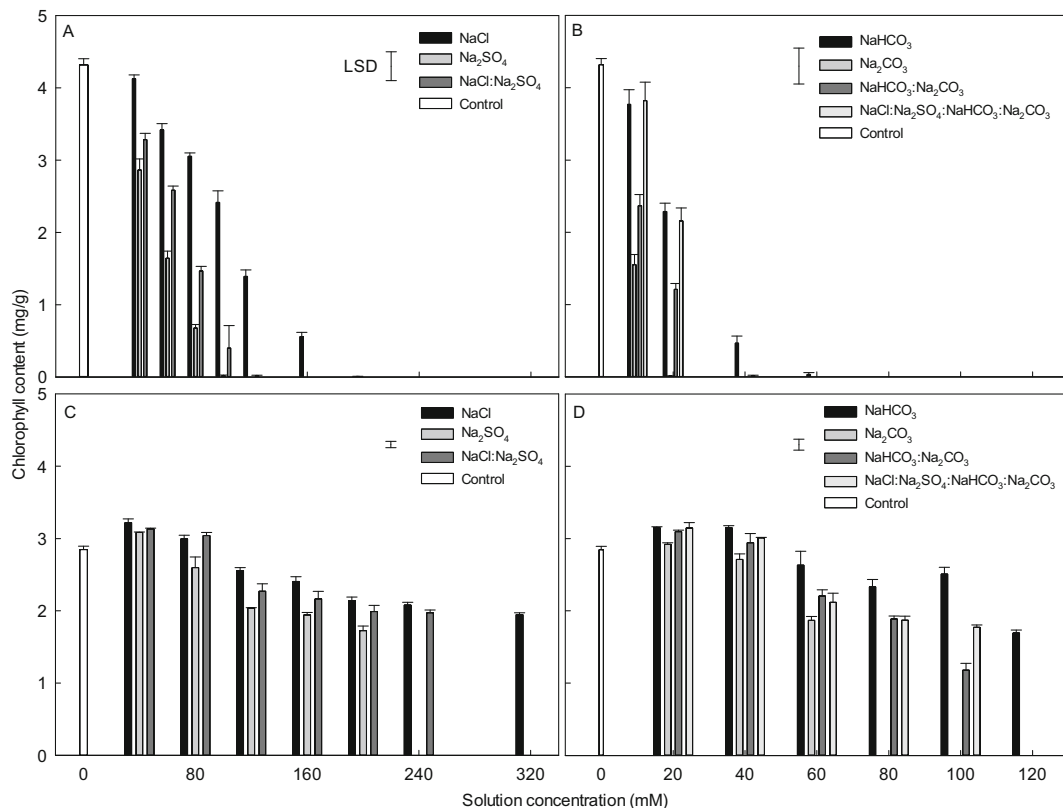 Chlorophyll content (mg/g)
5
4
3
2
1
0
A
LSD
NaCl
Na₂SO₄
NaCl:Na₂SO₄
Control
B
NaHCO₃
Na₂CO₃
NaHCO₃:Na₂CO₃
NaCl:Na₂SO₄:NaHCO₃:Na₂CO₃
Control
5
4
3
2
1
0
C
NaCl
Na₂SO₄
NaCl:Na₂SO₄
Control
D
NaHCO₃
Na₂CO₃
NaHCO₃:Na₂CO₃
NaCl:Na₂SO₄:NaHCO₃:Na₂CO₃
Control
0 80 160 240 320
0 20 40 60 80 100 120
Solution concentration (mM)